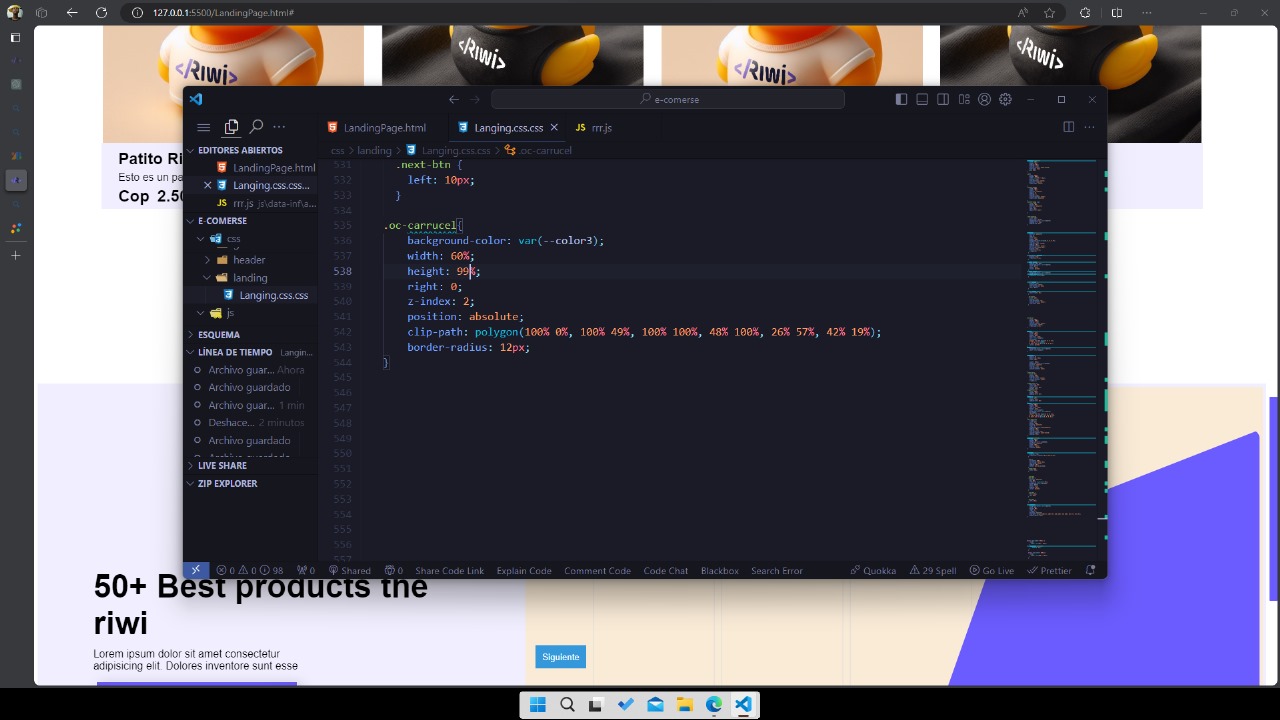 127.0.0.1:5500/LandingPage.html#
</Riwi>
</Riwi>
</Riwi>
</Riwi>
Patito Ri
Esto es un pa
Cop 2.50
e-comerse
LandingPage.html
Langing.css.css
JS rrr.js
css > landing > Langing.css.css > .oc-carrucel
EDITORES ABIERTOS
LandingPage.html
Langing.css.css...
JS rrr.js js\data-inf\a...
E-COMERSE
css
header
landing
Langing.css.css
js
ESQUEMA
LÍNEA DE TIEMPO Langin...
Archivo guar... Ahora
Archivo guardado
Archivo guar... 1 min
Deshace... 2 minutos
Archivo guardado
LIVE SHARE
ZIP EXPLORER
531 .next-btn {
532 left: 10px;
533 }
534
535 .oc-carrucel{
536 background-color: var(--color3);
537 width: 60%;
538 height: 99%;
539 right: 0;
540 z-index: 2;
541 position: absolute;
542 clip-path: polygon(100% 0%, 100% 49%, 100% 100%, 48% 100%, 26% 57%, 42% 19%);
543 border-radius: 12px;
544 }
545
546
547
548
549
550
551
552
553
554
555
556
0 0 98 0 Shared 0 Share Code Link Explain Code Comment Code Code Chat Blackbox Search Error Quokka 29 Spell Go Live Prettier
50+ Best products the
riwi
Lorem ipsum dolor sit amet consectetur
adipisicing elit. Dolores inventore sunt esse
Siguiente